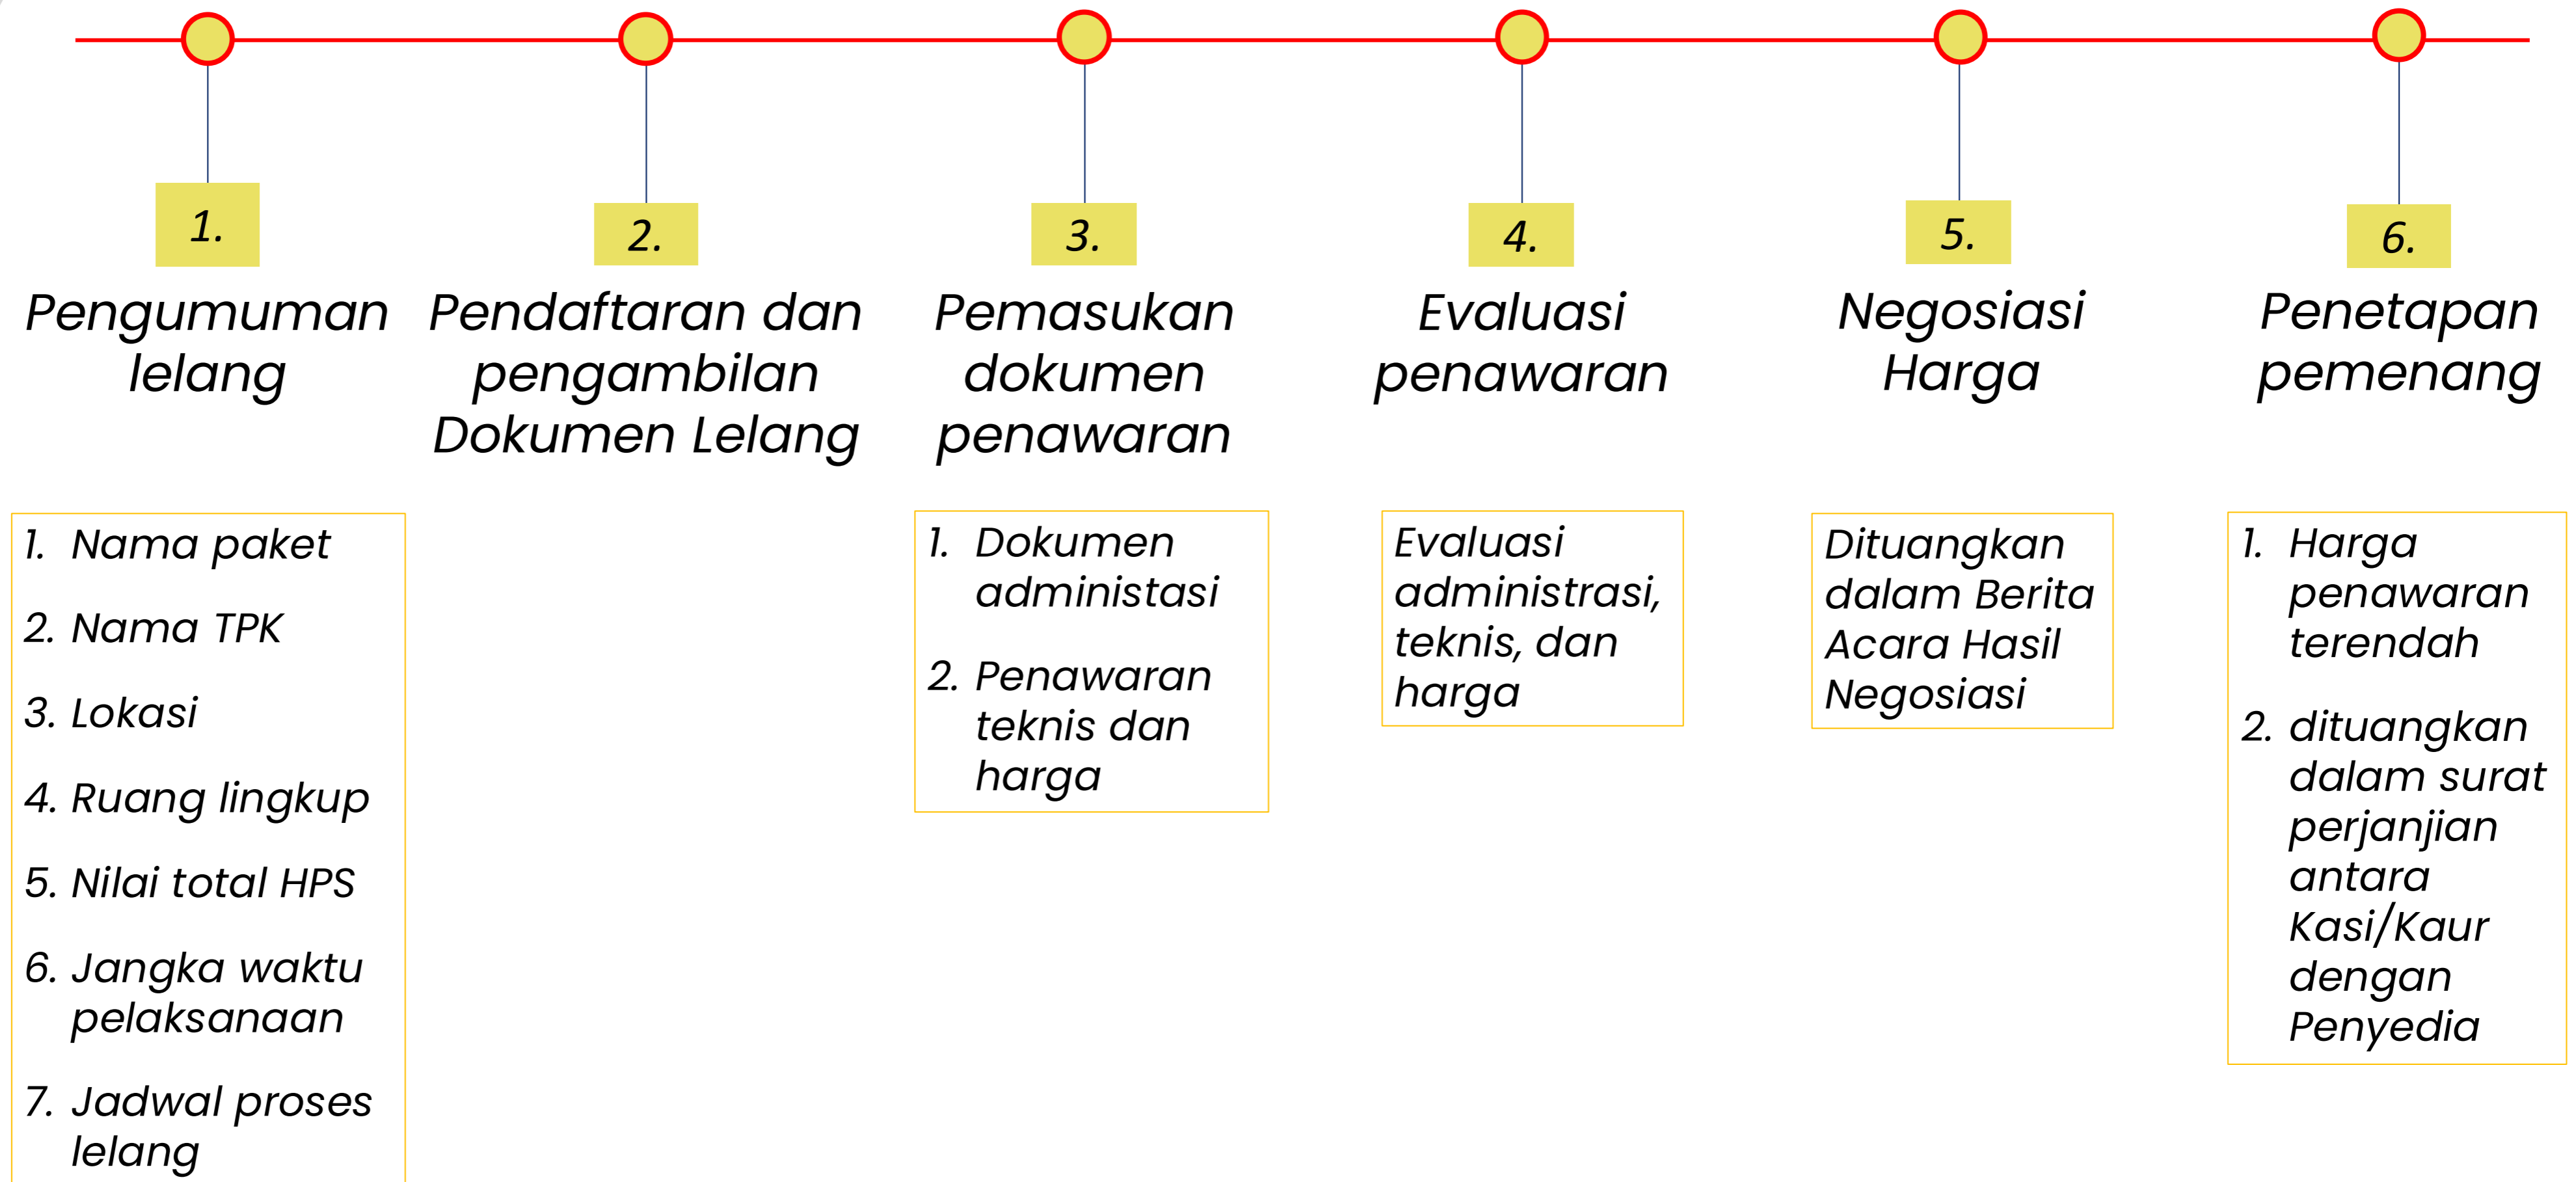 1.
Pengumuman
lelang
1. Nama paket
2. Nama TPK
3. Lokasi
4. Ruang lingkup
5. Nilai total HPS
6. Jangka waktu
pelaksanaan
7. Jadwal proses
lelang
2.
Pendaftaran dan
pengambilan
Dokumen Lelang
3.
Pemasukan
dokumen
penawaran
1. Dokumen
administasi
2. Penawaran
teknis dan
harga
4.
Evaluasi
penawaran
Evaluasi
administrasi,
teknis, dan
harga
5.
Negosiasi
Harga
Dituangkan
dalam Berita
Acara Hasil
Negosiasi
6.
Penetapan
pemenang
1. Harga
penawaran
terendah
2. dituangkan
dalam surat
perjanjian
antara
Kasi/Kaur
dengan
Penyedia